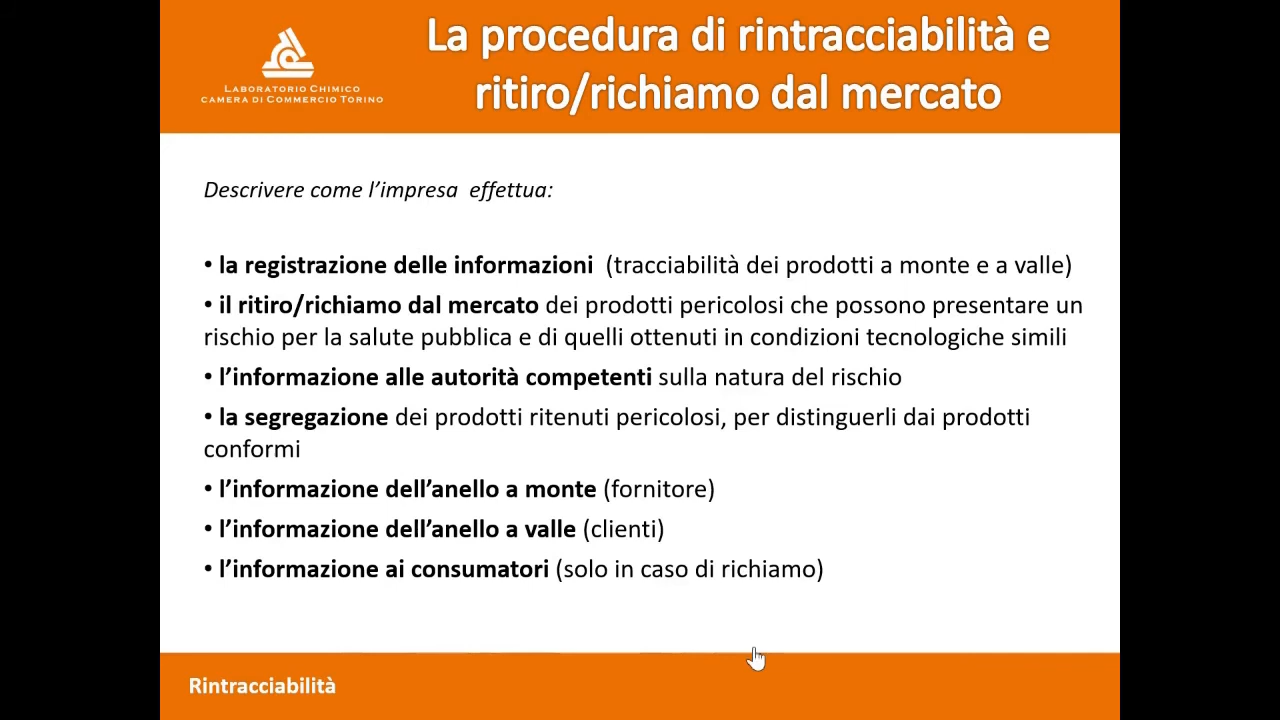 La procedura di rintracciabilità e
ritiro/richiamo dal mercato
LABORATORIO CHIMICO
CAMERA DI COMMERCIO TORINO
Descrivere come l'impresa  effettua:
• la registrazione delle informazioni  (tracciabilità dei prodotti a monte e a valle)
• il ritiro/richiamo dal mercato dei prodotti pericolosi che possono presentare un
rischio per la salute pubblica e di quelli ottenuti in condizioni tecnologiche simili
• l'informazione alle autorità competenti sulla natura del rischio
• la segregazione dei prodotti ritenuti pericolosi, per distinguerli dai prodotti
conformi
• l'informazione dell'anello a monte (fornitore)
• l'informazione dell'anello a valle (clienti)
• l'informazione ai consumatori (solo in caso di richiamo)
Rintracciabilità